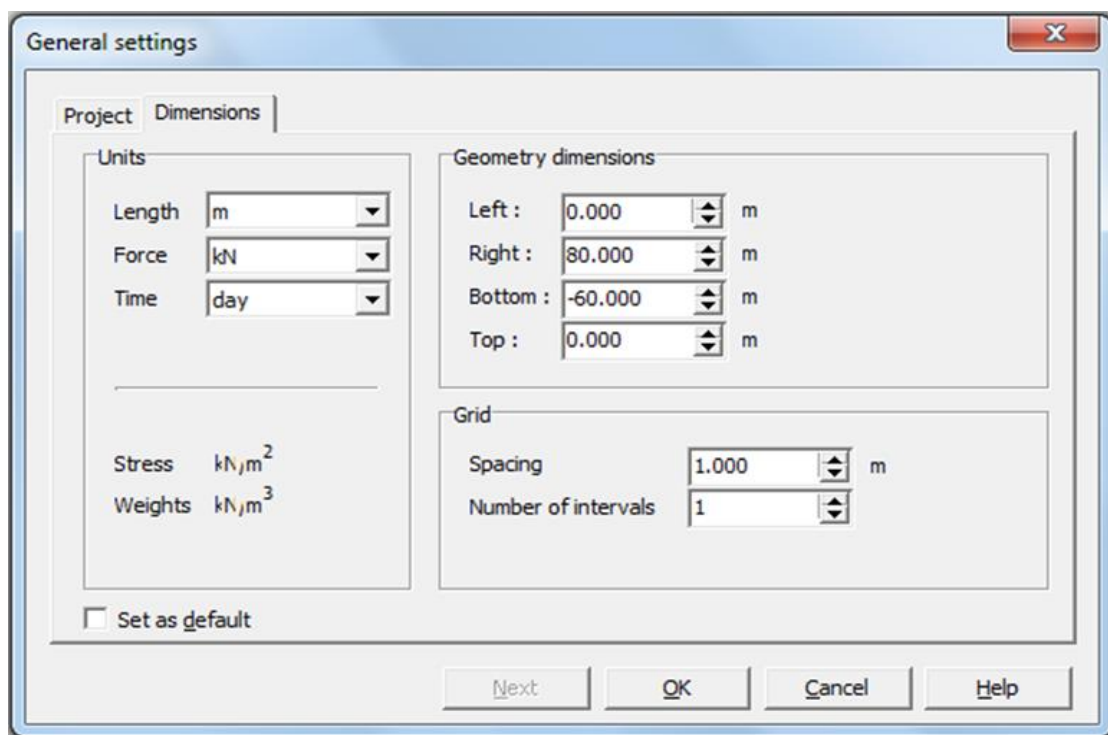 General settings
Project Dimensions
Units
Length m
Force kN
Time day
Stress kN/m²
Weights kN/m³
Geometry dimensions
Left : 0.000 m
Right : 80.000 m
Bottom : -60.000 m
Top : 0.000 m
Grid
Spacing 1.000 m
Number of intervals 1
Set as default
Next OK Cancel Help